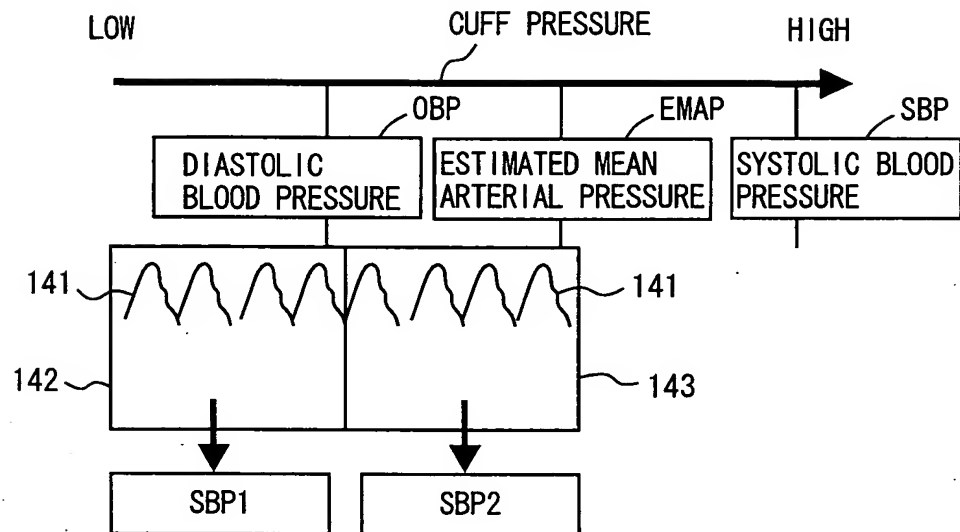 LOW
CUFF PRESSURE
HIGH
OBP
EMAP
SBP
DIASTOLIC
BLOOD PRESSURE
ESTIMATED MEAN
ARTERIAL PRESSURE
SYSTOLIC BLOOD
PRESSURE
141
141
142
143
SBP1
SBP2